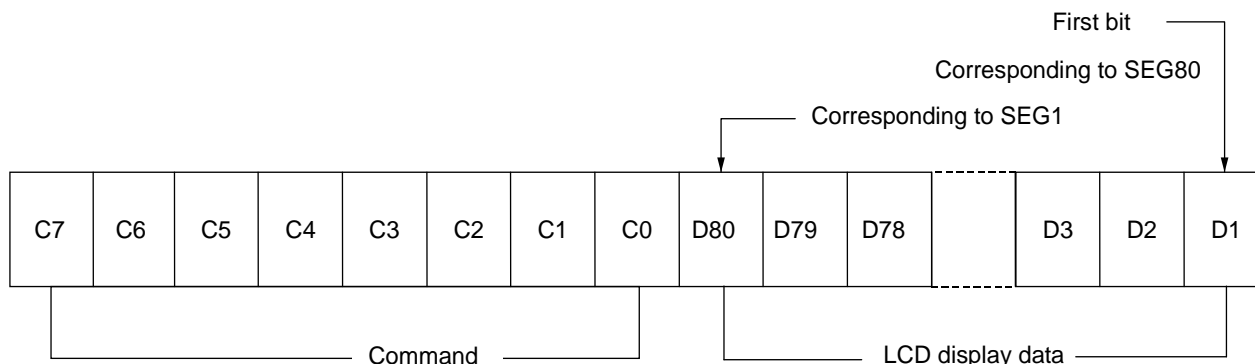 First bit
Corresponding to SEG80
Corresponding to SEG1
C7 C6 C5 C4 C3 C2 C1 C0 D80 D79 D78 D3 D2 D1
Command LCD display data